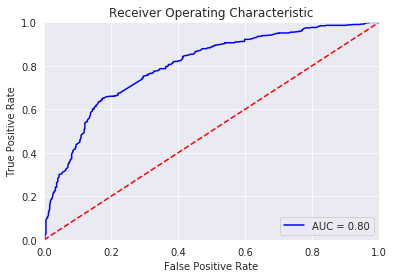 Receiver Operating Characteristic
1.0
0.8
0.6
0.4
0.2
0.0
True Positive Rate
AUC = 0.80
0.0 0.2 0.4 0.6 0.8 1.0
False Positive Rate